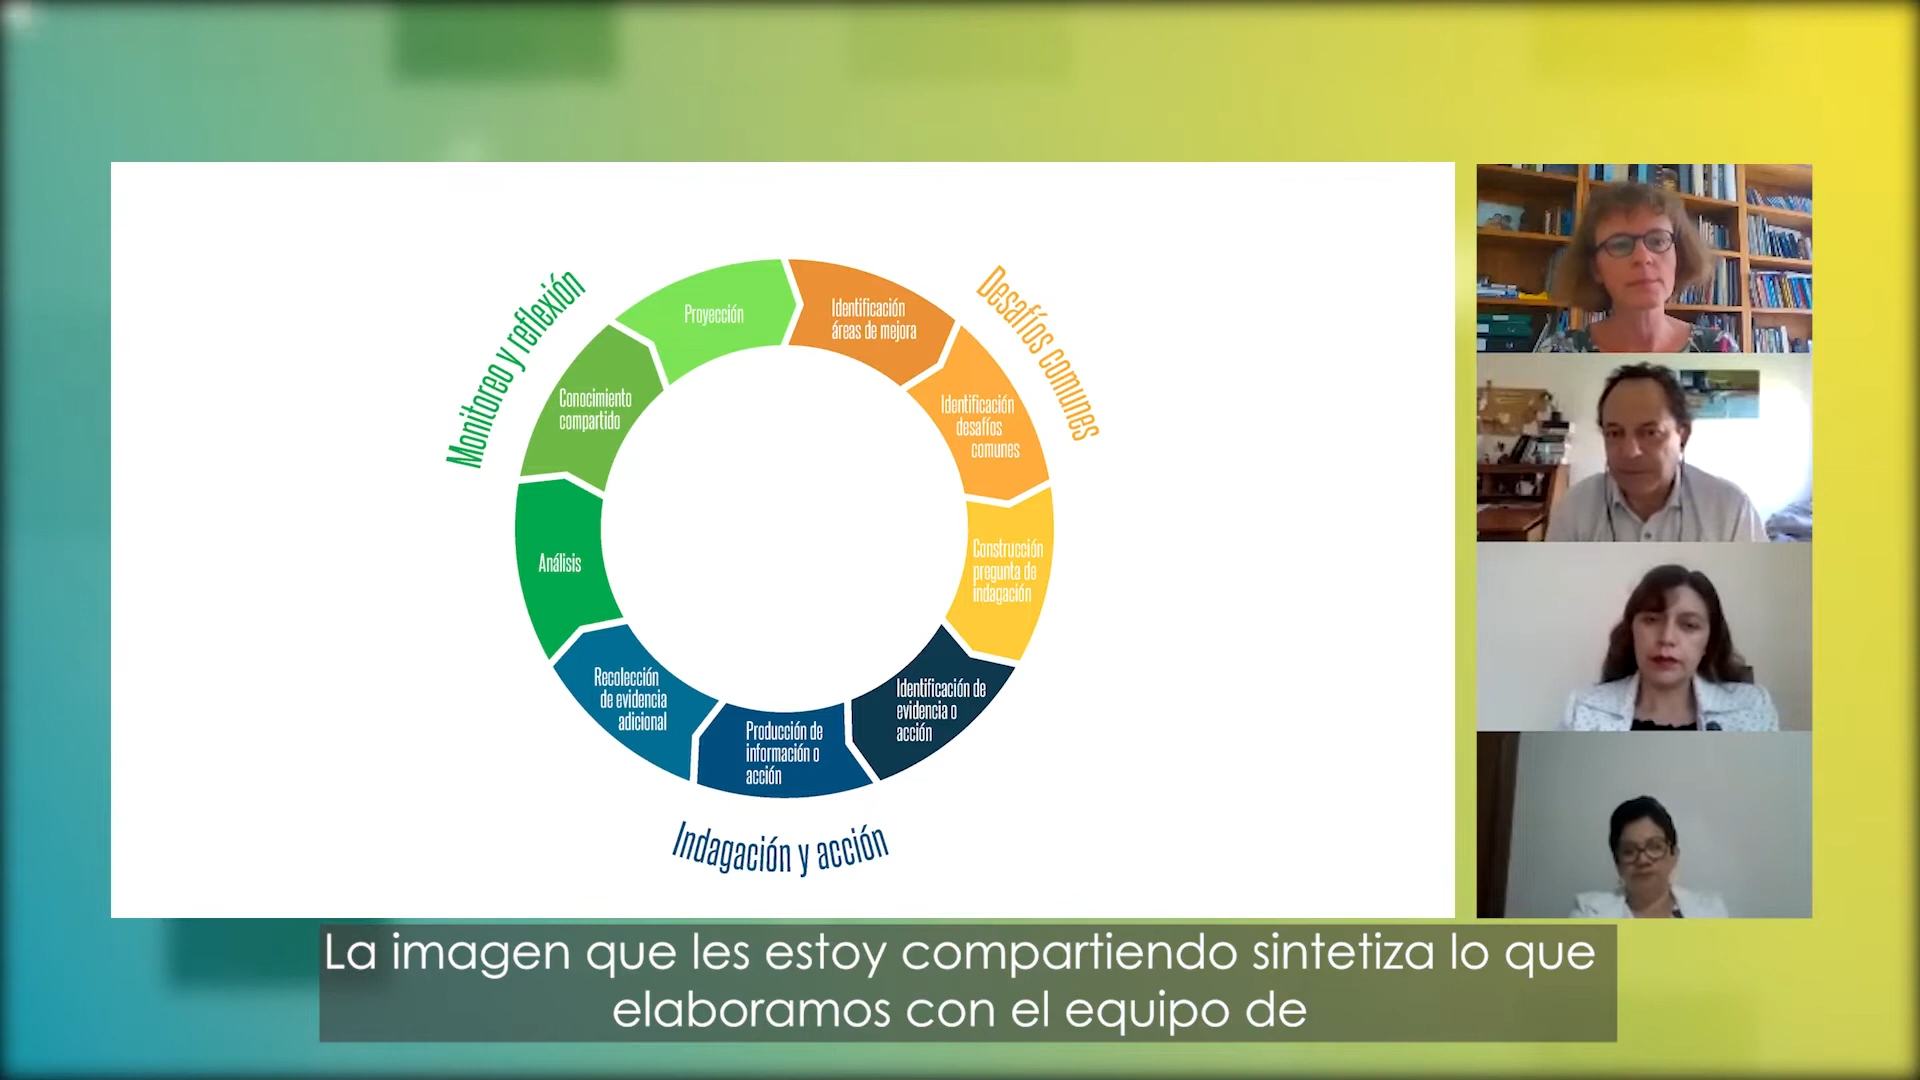 Monitoreo y reflexión
Desafíos comunes
Proyección
Identificación
áreas de mejora
Conocimiento
compartido
Identificación
desafíos
comunes
Análisis
Construcción
pregunta de
indagación
Recolección
de evidencia
adicional
Identificación de
evidencia o
acción
Producción de
información o
acción
Indagación y acción
La imagen que les estoy compartiendo sintetiza lo que
elaboramos con el equipo de